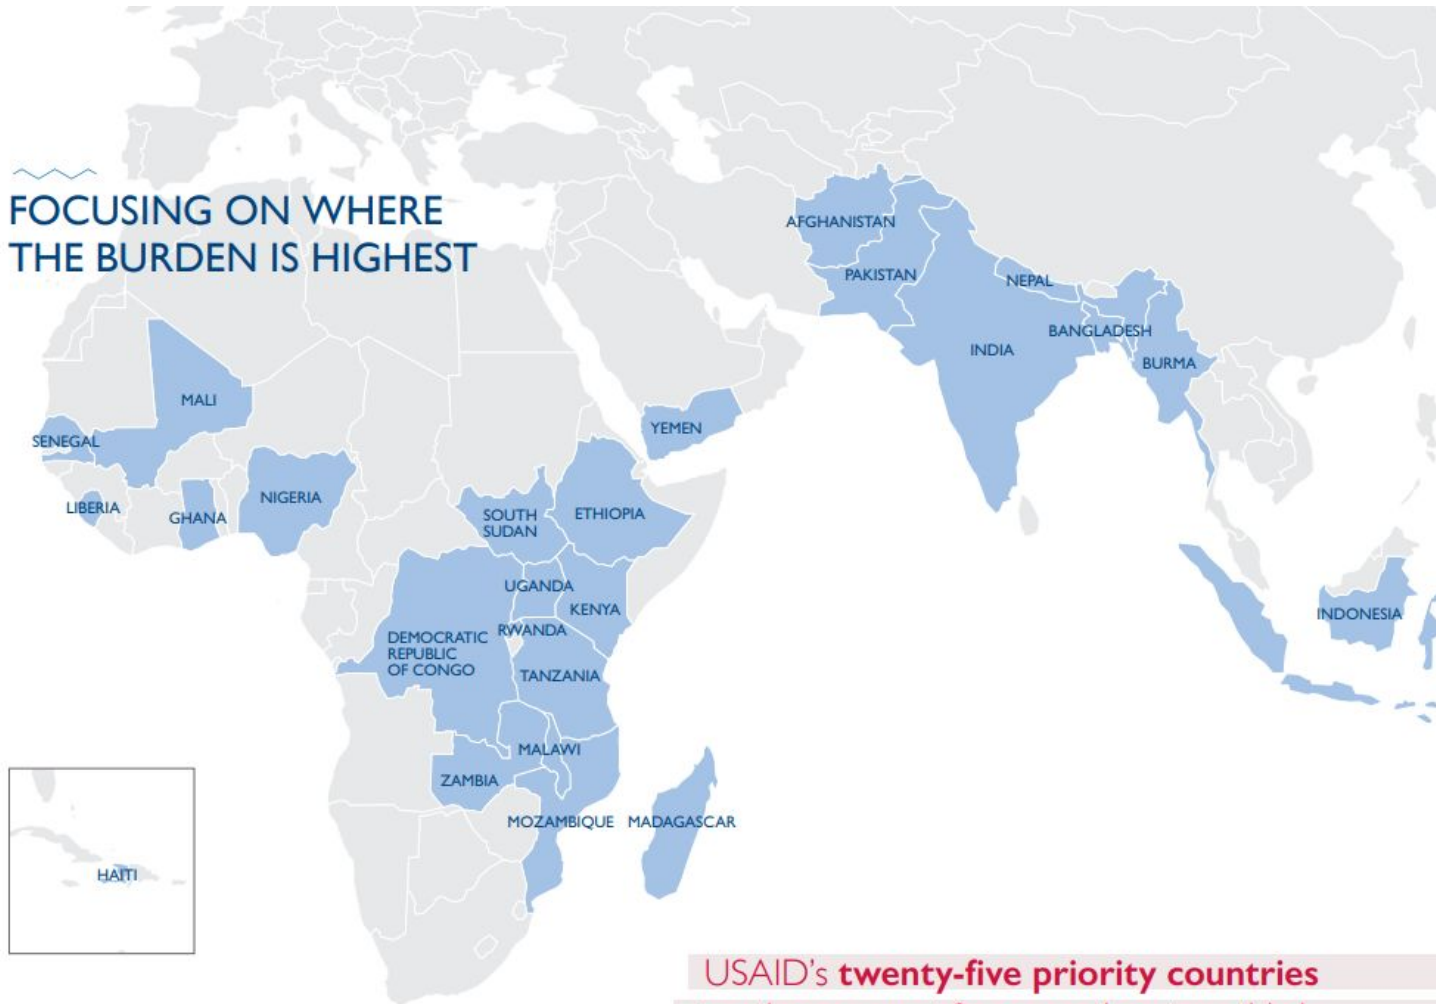 FOCUSING ON WHERE
THE BURDEN IS HIGHEST
AFGHANISTAN
PAKISTAN
NEPAL
BANGLADESH
INDIA
BURMA
MALI
YEMEN
SENEGAL
NIGERIA
LIBERIA
GHANA
SOUTH
SUDAN
ETHIOPIA
UGANDA
KENYA
INDONESIA
RWANDA
DEMOCRATIC
REPUBLIC
OF CONGO
TANZANIA
MALAWI
ZAMBIA
MOZAMBIQUE
MADAGASCAR
HAITI
USAID's twenty-five priority countries